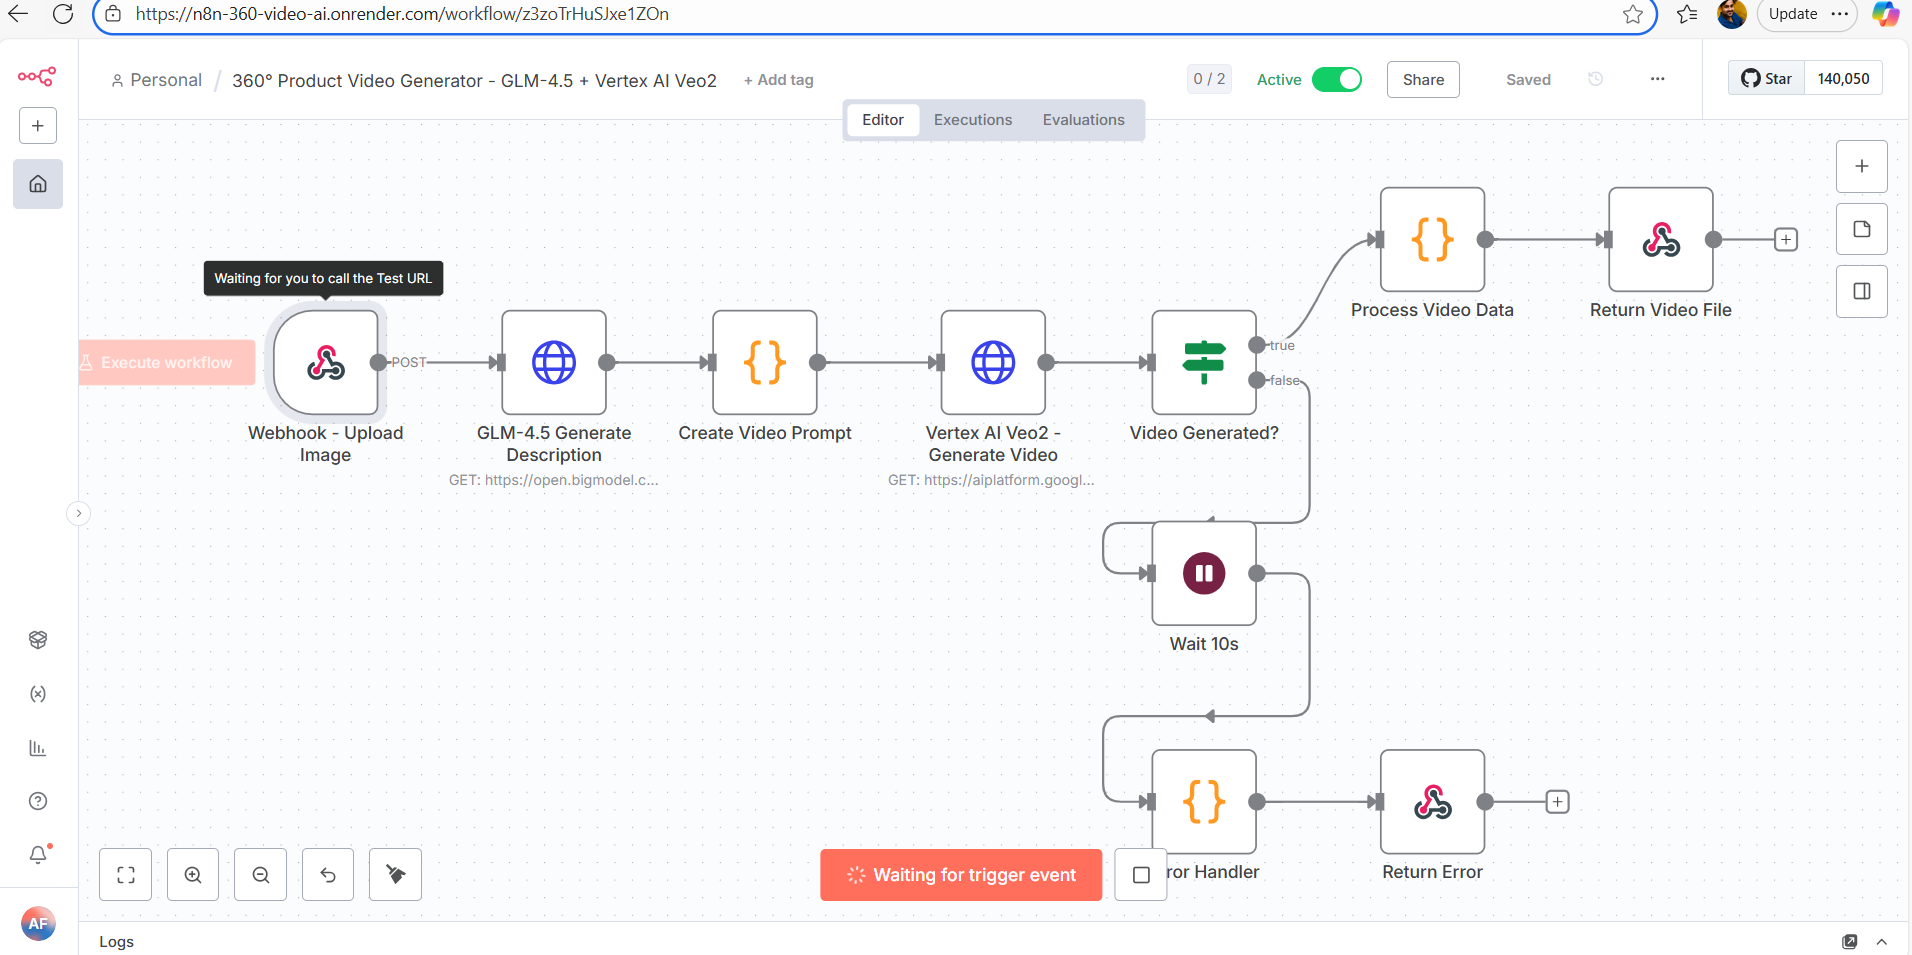 https://n8n-360-video-ai.onrender.com/workflow/z3zoTrHuSJxe1ZOn
Update
Personal / 360° Product Video Generator - GLM-4.5 + Vertex AI Veo2 + Add tag
0 / 2
Active
Share
Saved
Star 140,050
Editor Executions Evaluations
Waiting for you to call the Test URL
Execute workflow
POST
true
false
Process Video Data
Return Video File
Webhook - Upload
Image
GLM-4.5 Generate
Description
GET: https://open.bigmodel.c...
Create Video Prompt
Vertex AI Veo2 -
Generate Video
GET: https://aiplatform.googl...
Video Generated?
Wait 10s
Waiting for trigger event
ror Handler
Return Error
AF
Logs